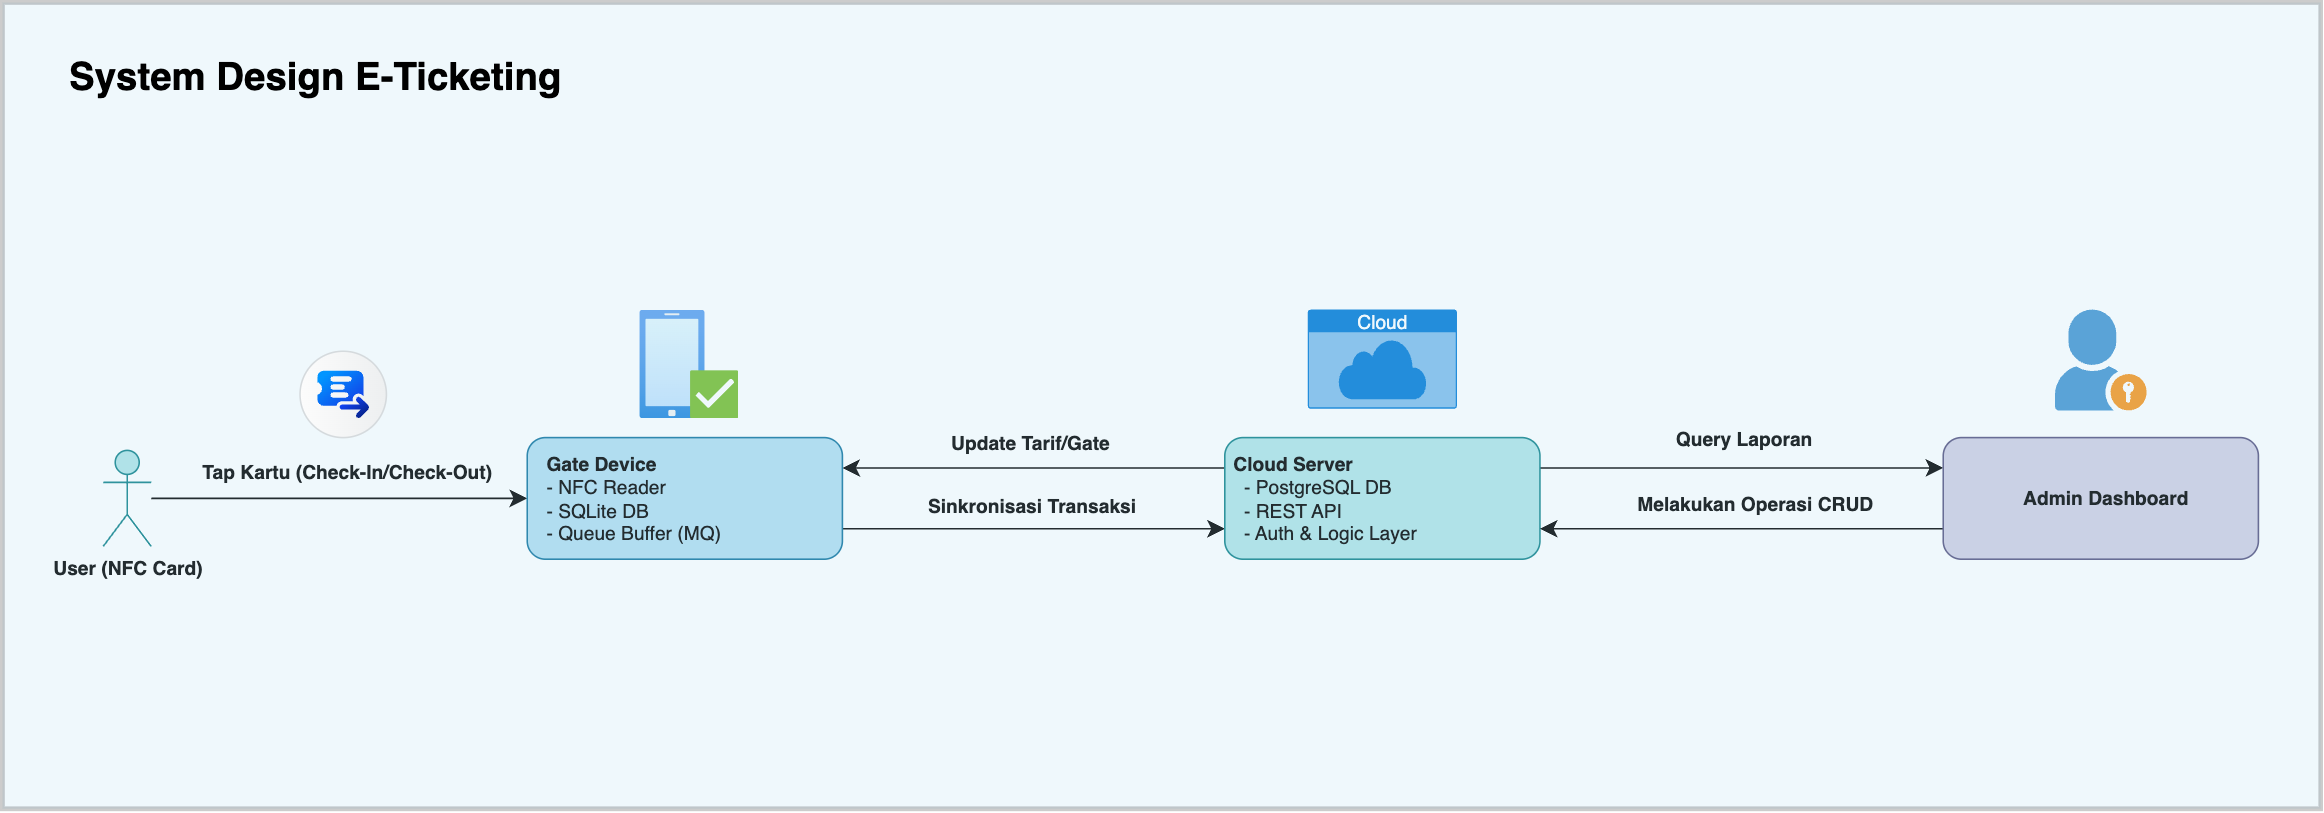 System Design E-Ticketing
Cloud
Tap Kartu (Check-In/Check-Out)
User (NFC Card)
Gate Device
- NFC Reader
- SQLite DB
- Queue Buffer (MQ)
Update Tarif/Gate
Sinkronisasi Transaksi
Cloud Server
- PostgreSQL DB
- REST API
- Auth & Logic Layer
Query Laporan
Melakukan Operasi CRUD
Admin Dashboard